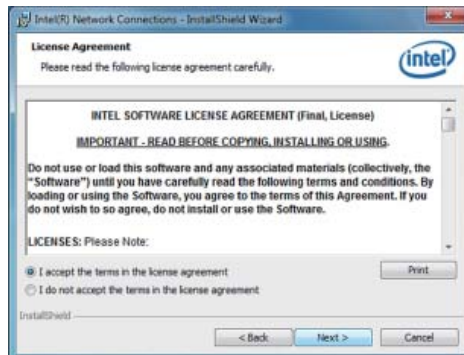 Intel(R) Network Connections - InstallShield Wizard
License Agreement
Please read the following license agreement carefully.
intel
INTEL SOFTWARE LICENSE AGREEMENT (Final, License)
IMPORTANT - READ BEFORE COPYING, INSTALLING OR USING.
Do not use or load this software and any associated materials (collectively, the
"Software") until you have carefully read the following terms and conditions. By
loading or using the Software, you agree to the terms of this Agreement. If you
do not wish to so agree, do not install or use the Software.
LICENSES: Please Note:
I accept the terms in the license agreement
Print
I do not accept the terms in the license agreement
InstallShield
< Back
Next >
Cancel